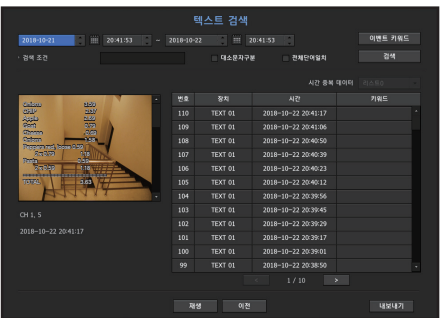 텍스트 검색
2018-10-21 20:41:53 ~ 2018-10-22 20:41:53 이벤트 키워드
· 검색 조건 대소문자구분 전체단어일치 검색
시간 중복 데이터 리스트1
번호 장치 시간 키워드
110 TEXT 01 2018-10-22 20:41:17
109 TEXT 01 2018-10-22 20:41:06
108 TEXT 01 2018-10-22 20:40:50
107 TEXT 01 2018-10-22 20:40:39
106 TEXT 01 2018-10-22 20:40:23
105 TEXT 01 2018-10-22 20:40:12
104 TEXT 01 2018-10-22 20:39:56
103 TEXT 01 2018-10-22 20:39:45
102 TEXT 01 2018-10-22 20:39:29
101 TEXT 01 2018-10-22 20:39:17
100 TEXT 01 2018-10-22 20:39:01
99 TEXT 01 2018-10-22 20:38:50
CH 1, 5
2018-10-22 20:41:17
< 1 / 10 >
재생 이전 내보내기